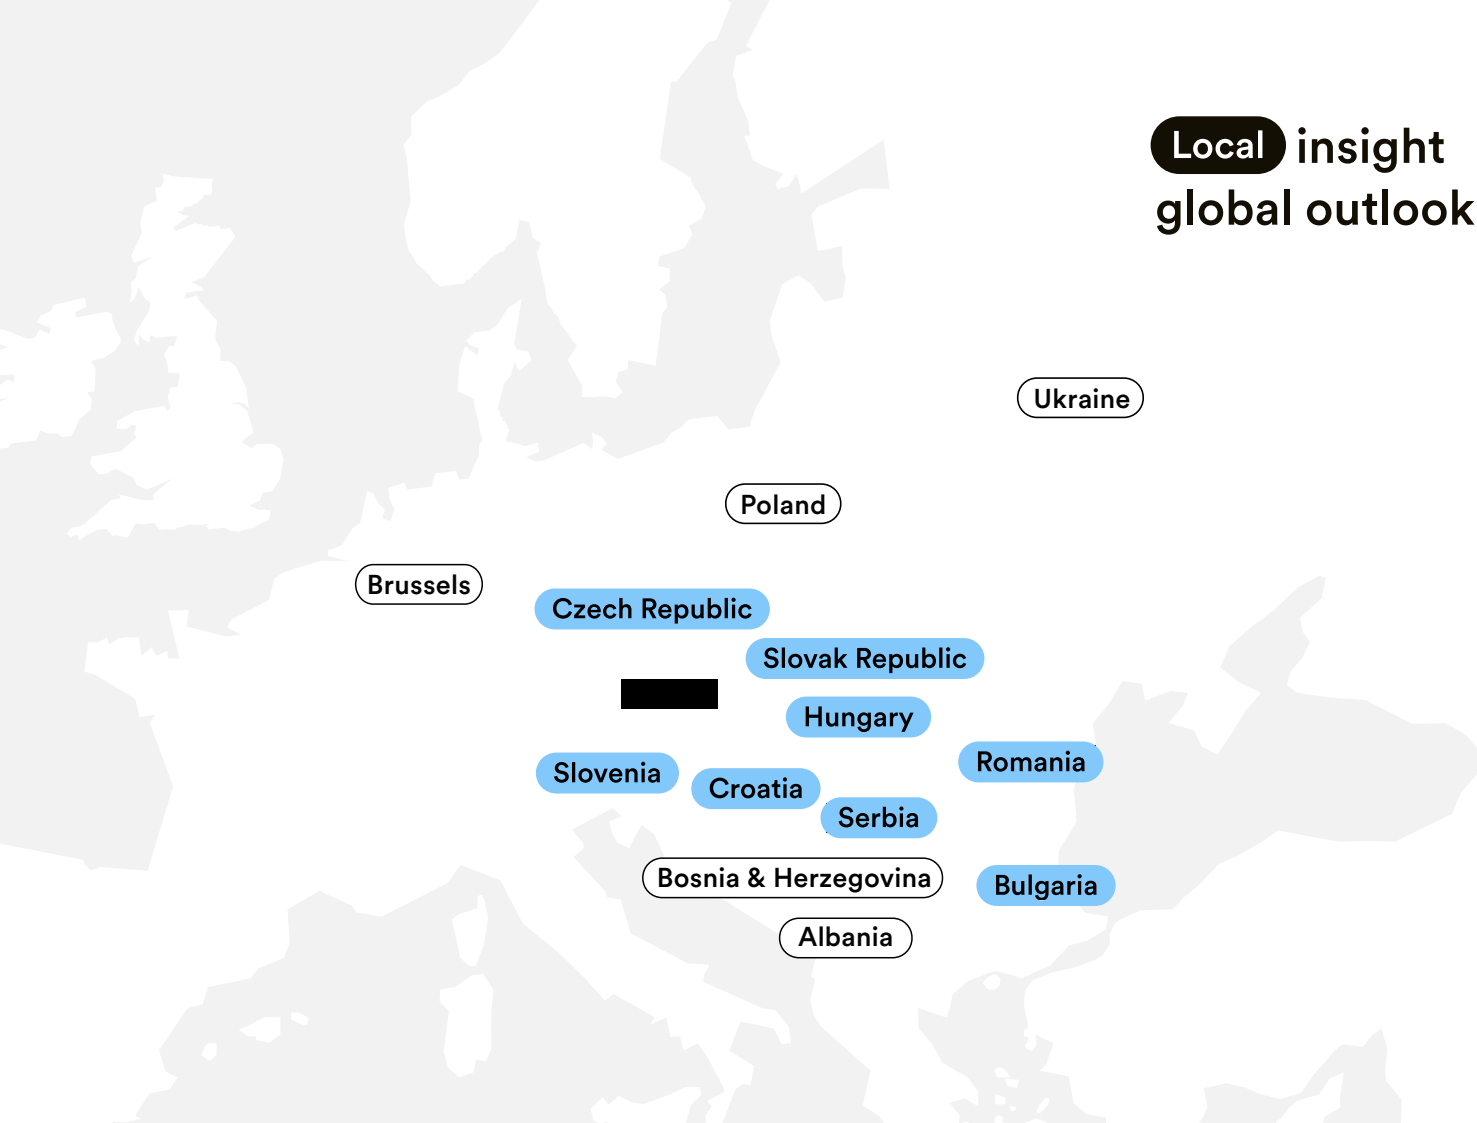 Local insight
global outlook
Ukraine
Poland
Brussels
Czech Republic
Slovak Republic
Hungary
Romania
Slovenia
Croatia
Serbia
Bosnia & Herzegovina
Bulgaria
Albania